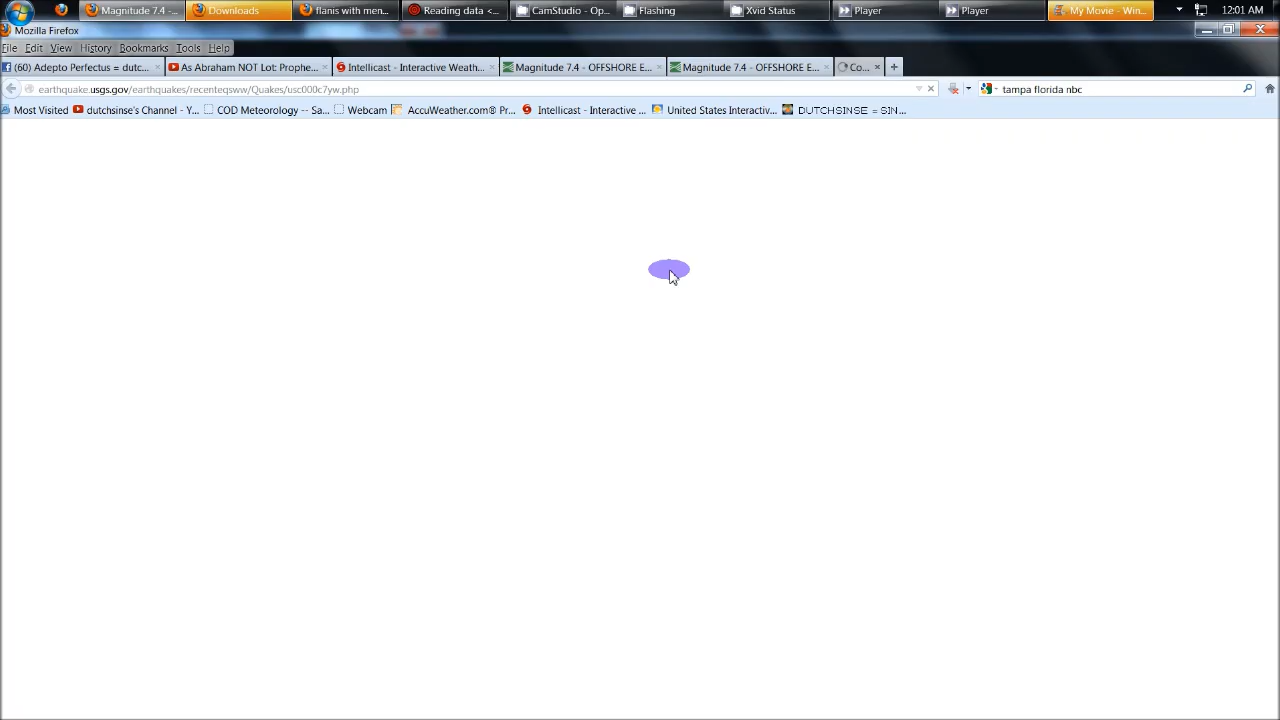 Magnitude 7.4 -... Downloads flanis with men... Reading data <... CamStudio - Op... Flashing Xvid Status Player Player My Movie - Win... 12:01 AM
Mozilla Firefox
File Edit View History Bookmarks Tools Help
(60) Adepto Perfectus = dutc... As Abraham NOT Lot: Prophe... Intellicast - Interactive Weath... Magnitude 7.4 - OFFSHORE E... Magnitude 7.4 - OFFSHORE E... Co...
earthquake.usgs.gov/earthquakes/recenteqsww/Quakes/usc000c7yw.php tampa florida nbc
Most Visited dutchsinse's Channel - Y... COD Meteorology -- Sa... Webcam AccuWeather.com® Pr... Intellicast - Interactive ... United States Interactiv... DUTCHSINSE = SIN...